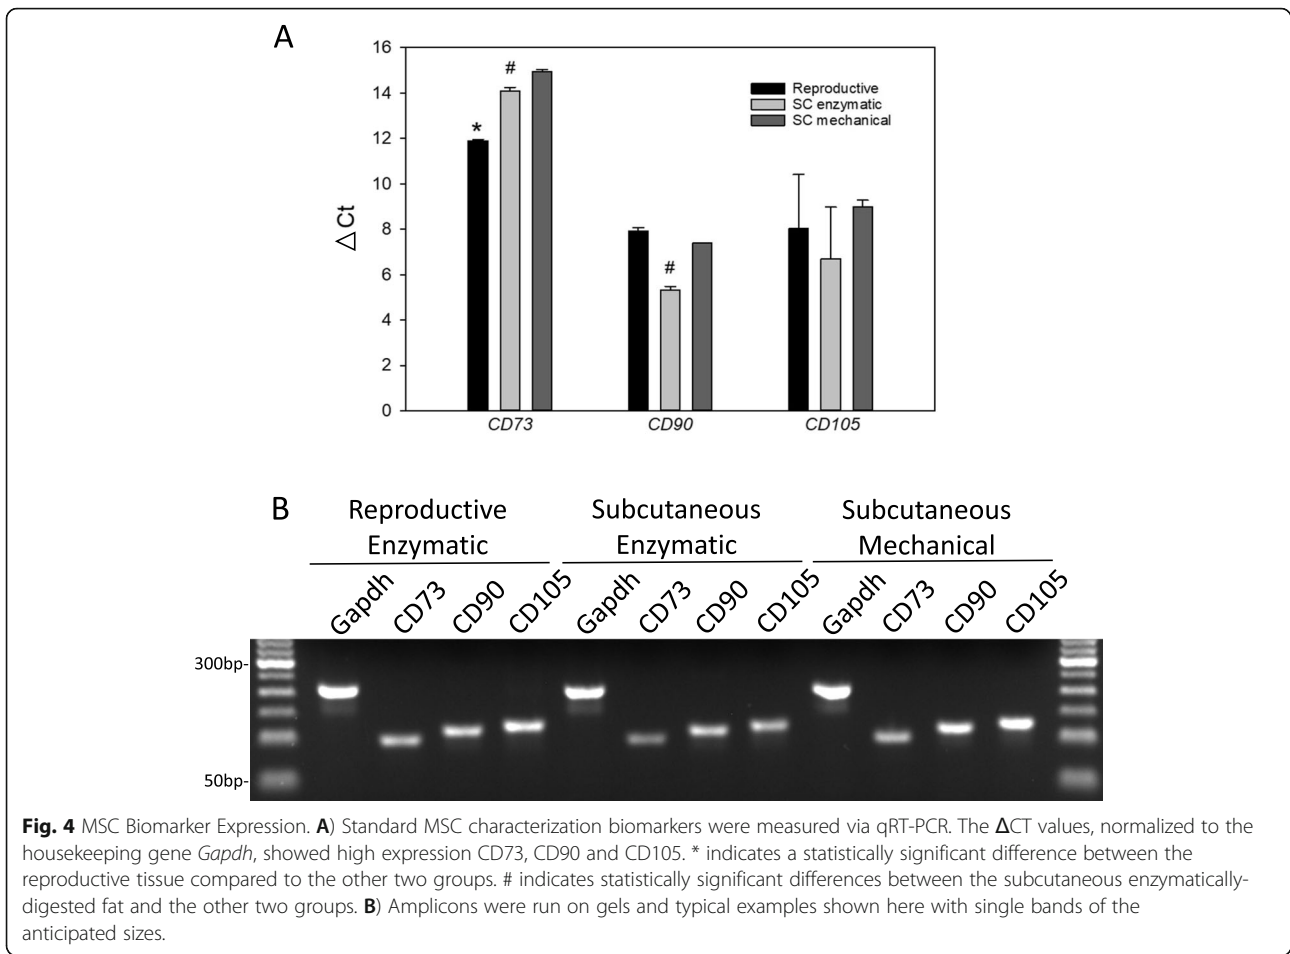 A
16
14
12
10
8
6
4
2
0
△Ct
*
#
#
Reproductive
SC enzymatic
SC mechanical
CD73
CD90
CD105
B
Reproductive
Enzymatic
Subcutaneous
Enzymatic
Subcutaneous
Mechanical
Gapdh
CD73
CD90
CD105
Gapdh
CD73
CD90
CD105
Gapdh
CD73
CD90
CD105
300bp-
50bp-
Fig. 4 MSC Biomarker Expression. A) Standard MSC characterization biomarkers were measured via qRT-PCR. The ΔCT values, normalized to the
housekeeping gene Gapdh, showed high expression CD73, CD90 and CD105. * indicates a statistically significant difference between the
reproductive tissue compared to the other two groups. # indicates statistically significant differences between the subcutaneous enzymatically-
digested fat and the other two groups. B) Amplicons were run on gels and typical examples shown here with single bands of the
anticipated sizes.